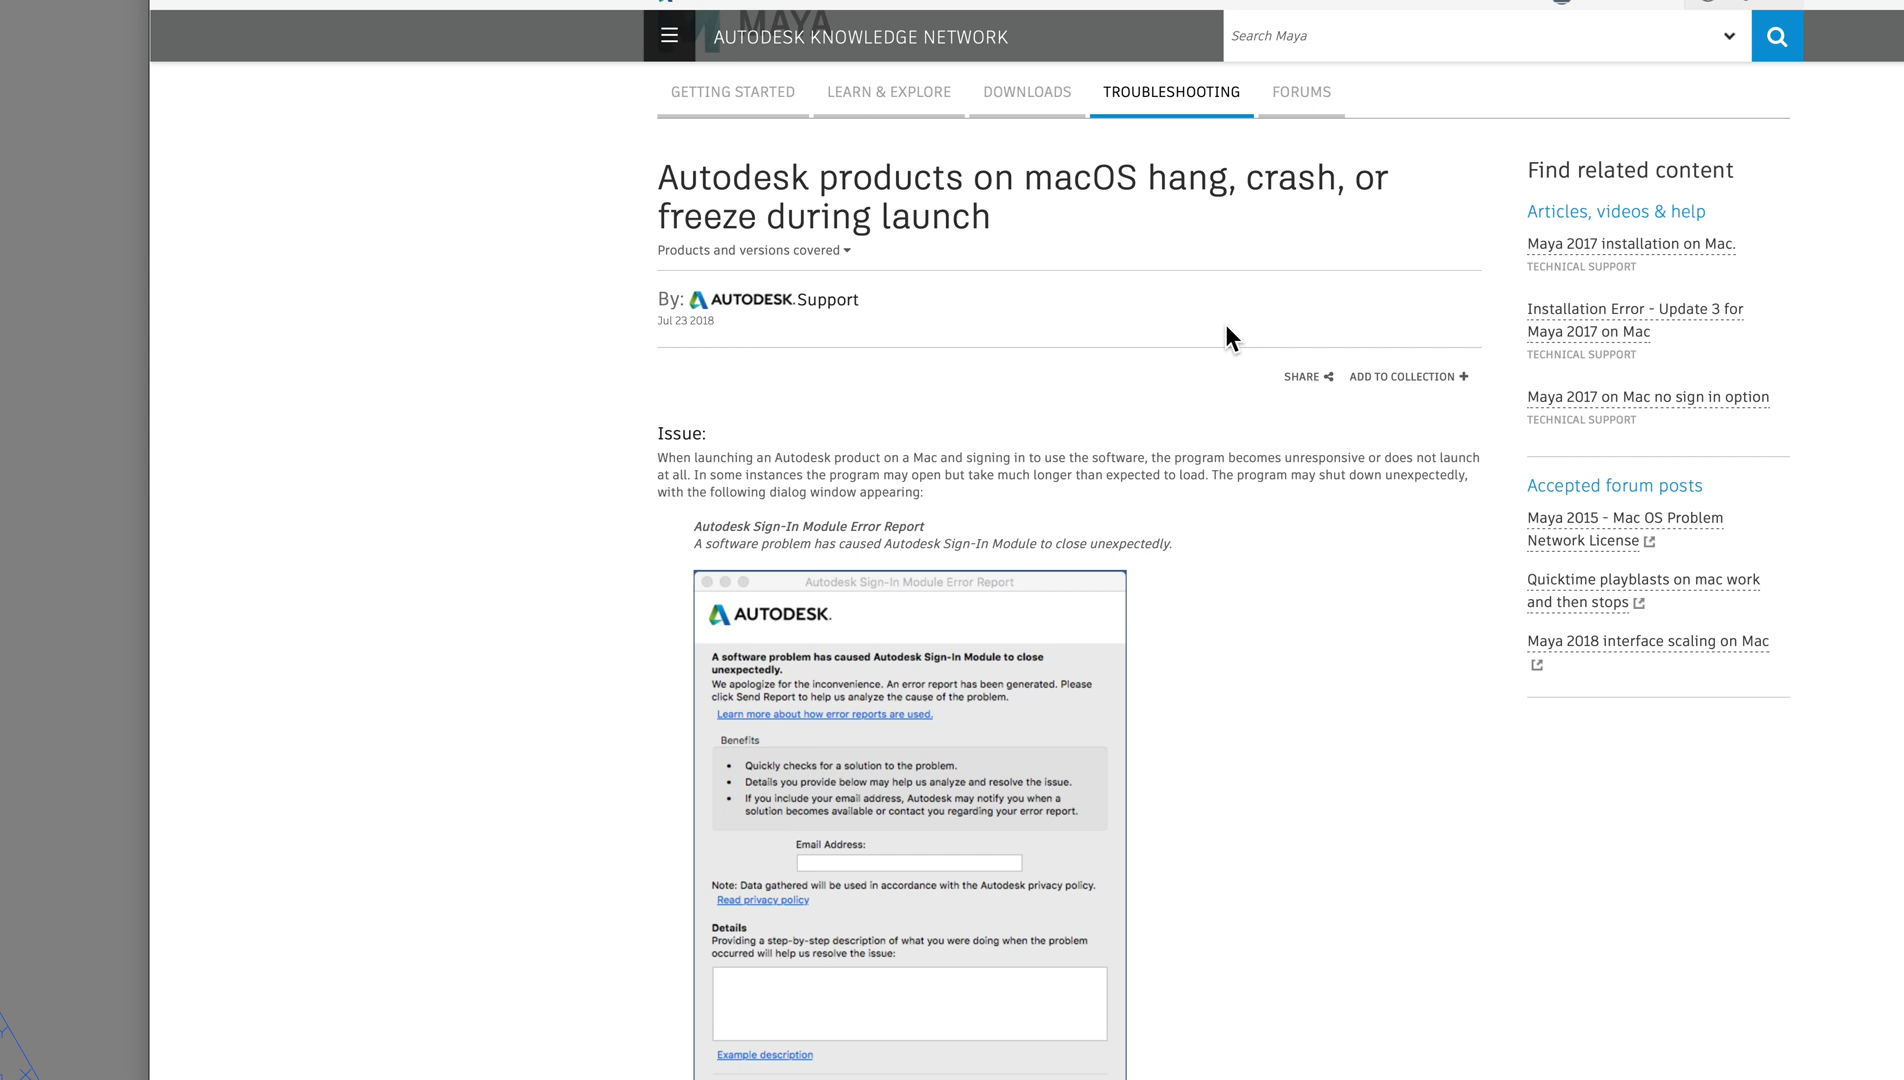 MAYA
AUTODESK KNOWLEDGE NETWORK
Search Maya
GETTING STARTED
LEARN & EXPLORE
DOWNLOADS
TROUBLESHOOTING
FORUMS
Autodesk products on macOS hang, crash, or
freeze during launch
Products and versions covered
By: AUTODESK. Support
Jul 23 2018
SHARE
ADD TO COLLECTION
Issue:
When launching an Autodesk product on a Mac and signing in to use the software, the program becomes unresponsive or does not launch
at all. In some instances the program may open but take much longer than expected to load. The program may shut down unexpectedly,
with the following dialog window appearing:
Autodesk Sign-In Module Error Report
A software problem has caused Autodesk Sign-In Module to close unexpectedly.
Autodesk Sign-In Module Error Report
AUTODESK.
A software problem has caused Autodesk Sign-In Module to close
unexpectedly.
We apologize for the inconvenience. An error report has been generated. Please
click Send Report to help us analyze the cause of the problem.
Learn more about how error reports are used.
Benefits
• Quickly checks for a solution to the problem.
• Details you provide below may help us analyze and resolve the issue.
• If you include your email address, Autodesk may notify you when a
solution becomes available or contact you regarding your error report.
Email Address:
Note: Data gathered will be used in accordance with the Autodesk privacy policy.
Read privacy policy
Details
Providing a step-by-step description of what you were doing when the problem
occurred will help us resolve the issue:
Example description
Find related content
Articles, videos & help
Maya 2017 installation on Mac.
TECHNICAL SUPPORT
Installation Error - Update 3 for
Maya 2017 on Mac
TECHNICAL SUPPORT
Maya 2017 on Mac no sign in option
TECHNICAL SUPPORT
Accepted forum posts
Maya 2015 - Mac OS Problem
Network License
Quicktime playblasts on mac work
and then stops
Maya 2018 interface scaling on Mac
Y
X